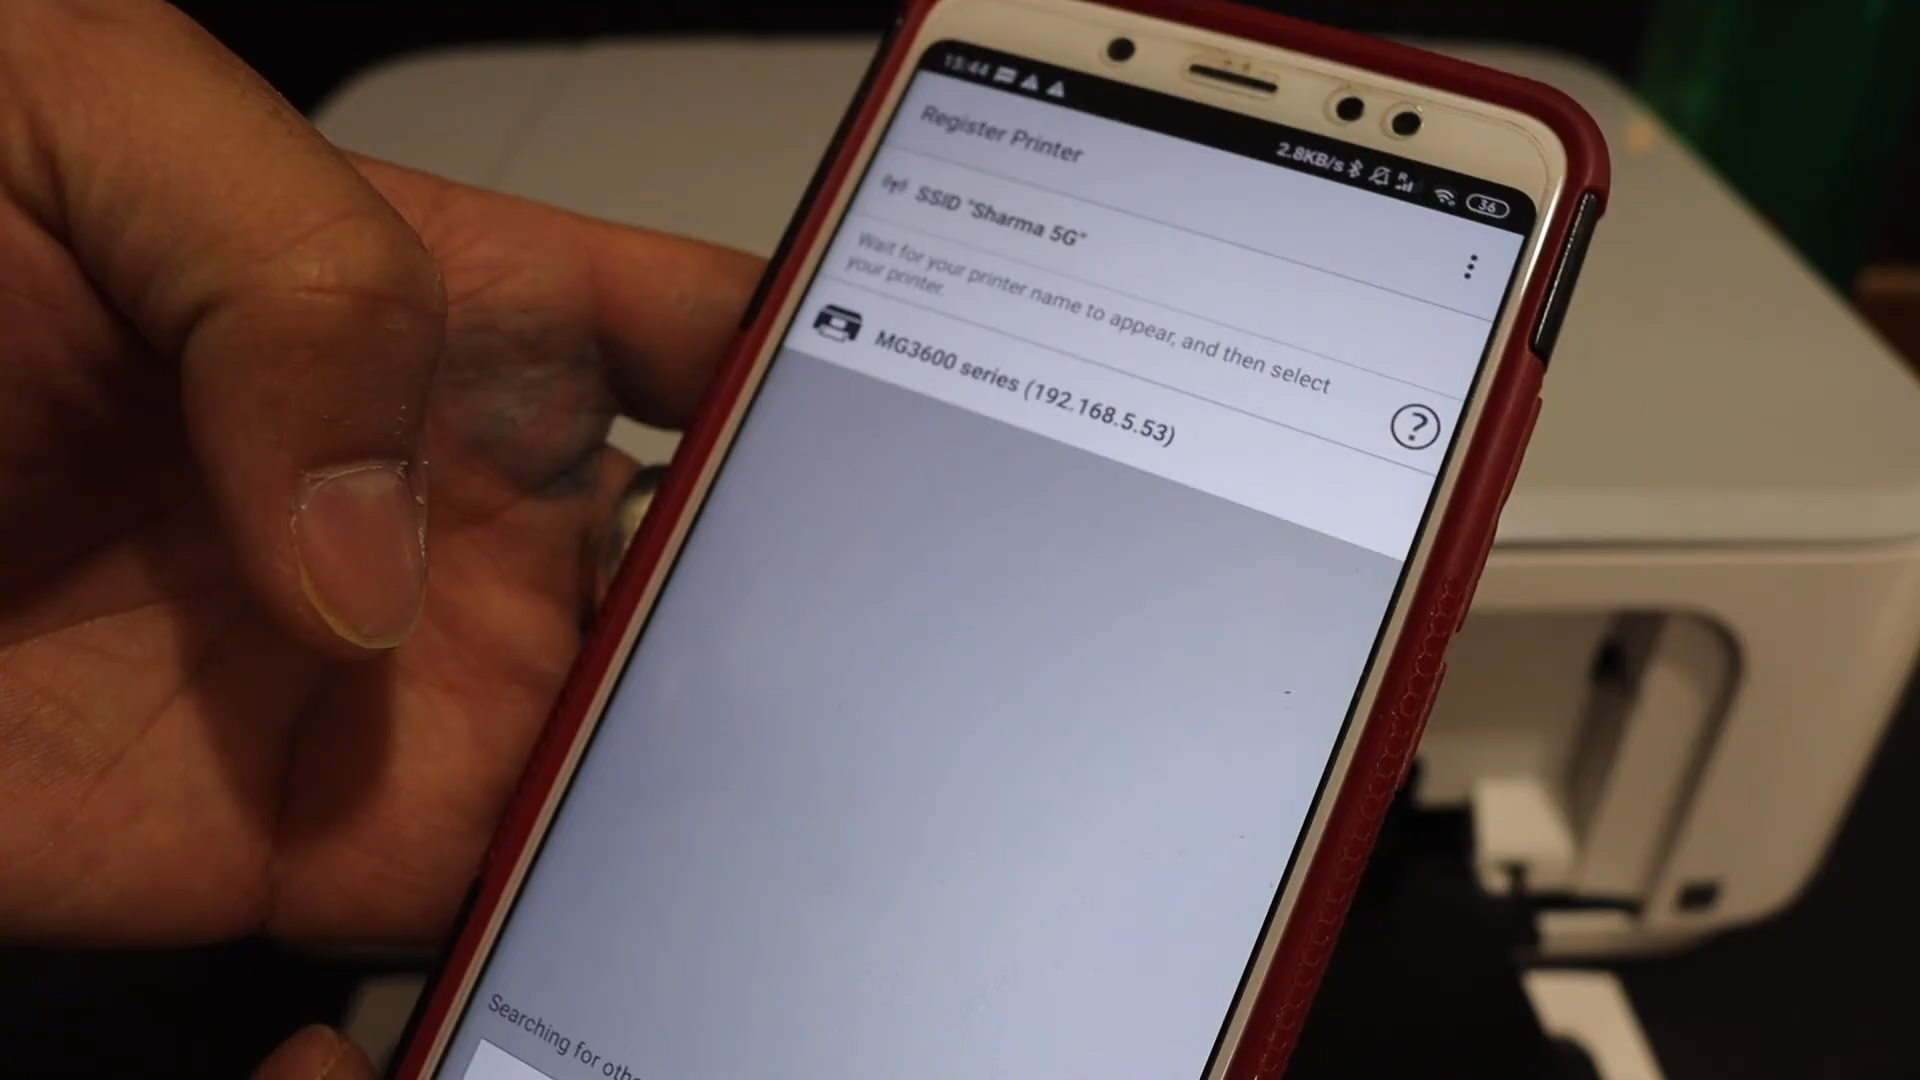 15:44
2.8KB/s
36
Register Printer
SSID "Sharma 5G"
Wait for your printer name to appear, and then select
your printer.
MG3600 series (192.168.5.53)
?
Searching for